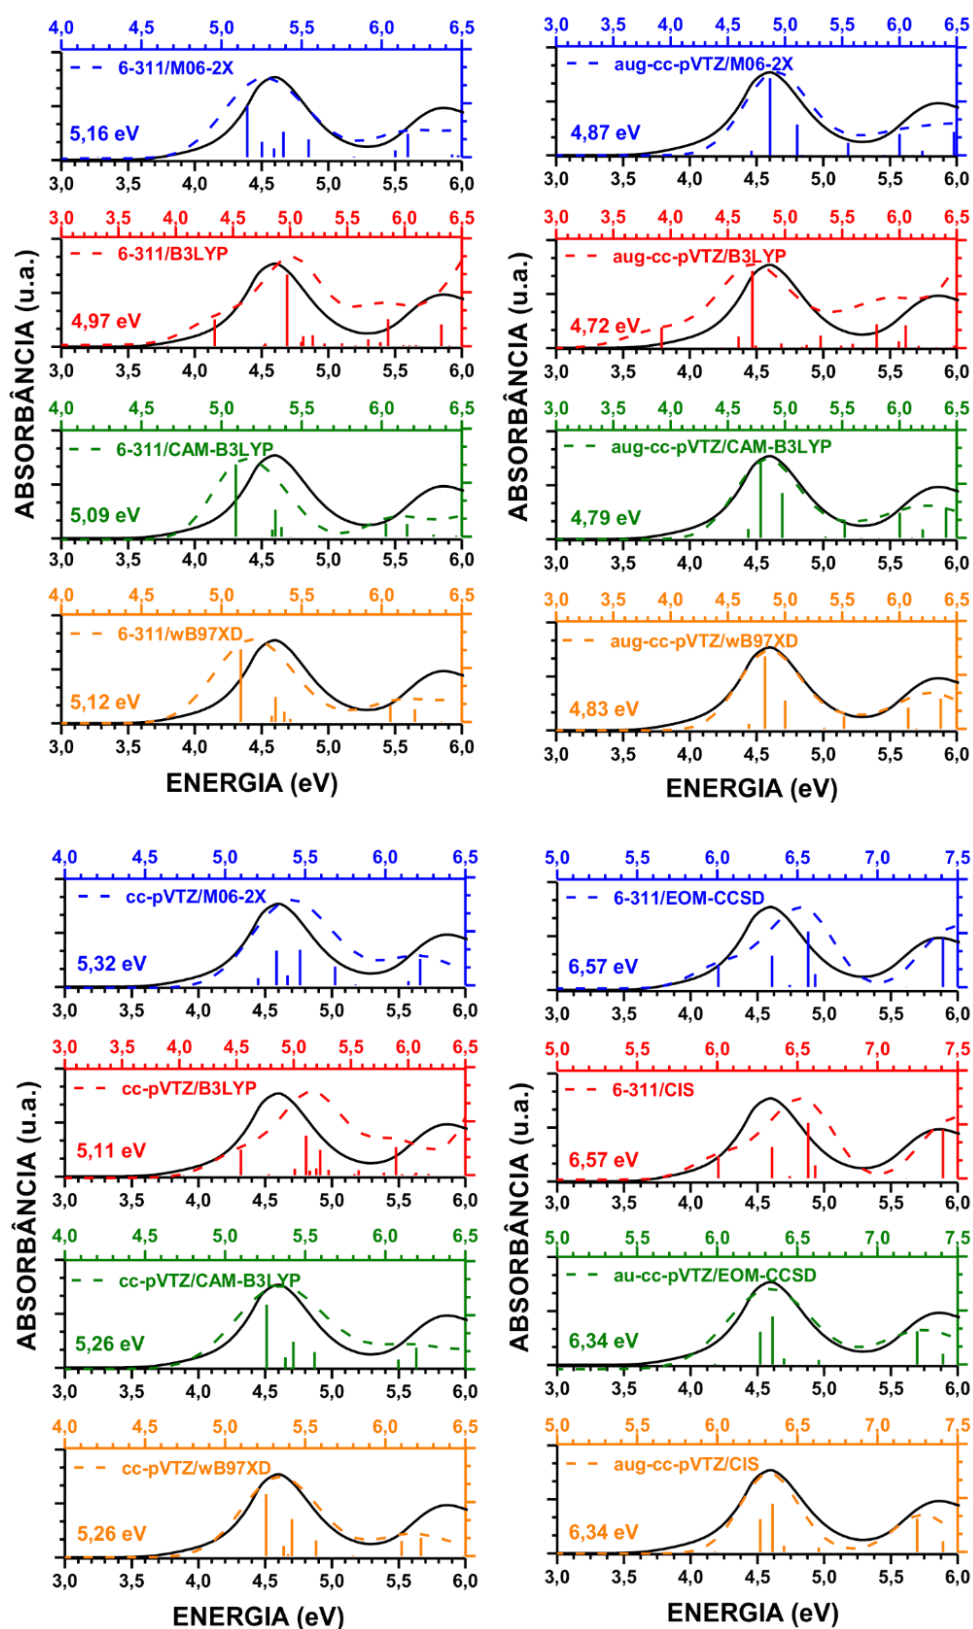 4,0 4,5 5,0 5,5 6,0 6,5
6-311/M06-2X
5,16 eV
3,0 3,5 4,0 4,5 5,0 5,5 6,0
3,0 3,5 4,0 4,5 5,0 5,5 6,0 6,5
6-311/B3LYP
4,97 eV
3,0 3,5 4,0 4,5 5,0 5,5 6,0
4,0 4,5 5,0 5,5 6,0 6,5
6-311/CAM-B3LYP
5,09 eV
3,0 3,5 4,0 4,5 5,0 5,5 6,0
4,0 4,5 5,0 5,5 6,0 6,5
6-311/wB97XD
5,12 eV
3,0 3,5 4,0 4,5 5,0 5,5 6,0
ABSORBÂNCIA (u.a.)
ENERGIA (eV)
3,0 3,5 4,0 4,5 5,0 5,5 6,0 6,5
aug-cc-pVTZ/M06-2X
4,87 eV
3,0 3,5 4,0 4,5 5,0 5,5 6,0
3,0 3,5 4,0 4,5 5,0 5,5 6,0 6,5
aug-cc-pVTZ/B3LYP
4,72 eV
3,0 3,5 4,0 4,5 5,0 5,5 6,0
3,0 3,5 4,0 4,5 5,0 5,5 6,0 6,5
aug-cc-pVTZ/CAM-B3LYP
4,79 eV
3,0 3,5 4,0 4,5 5,0 5,5 6,0
3,0 3,5 4,0 4,5 5,0 5,5 6,0 6,5
aug-cc-pVTZ/wB97XD
4,83 eV
3,0 3,5 4,0 4,5 5,0 5,5 6,0
ABSORBÂNCIA (u.a.)
ENERGIA (eV)
4,0 4,5 5,0 5,5 6,0 6,5
cc-pVTZ/M06-2X
5,32 eV
3,0 3,5 4,0 4,5 5,0 5,5 6,0
3,0 3,5 4,0 4,5 5,0 5,5 6,0 6,5
cc-pVTZ/B3LYP
5,11 eV
3,0 3,5 4,0 4,5 5,0 5,5 6,0
4,0 4,5 5,0 5,5 6,0 6,5
cc-pVTZ/CAM-B3LYP
5,26 eV
3,0 3,5 4,0 4,5 5,0 5,5 6,0
4,0 4,5 5,0 5,5 6,0 6,5
cc-pVTZ/wB97XD
5,26 eV
3,0 3,5 4,0 4,5 5,0 5,5 6,0
ABSORBÂNCIA (u.a.)
ENERGIA (eV)
5,0 5,5 6,0 6,5 7,0 7,5
6-311/EOM-CCSD
6,57 eV
3,0 3,5 4,0 4,5 5,0 5,5 6,0
5,0 5,5 6,0 6,5 7,0 7,5
6-311/CIS
6,57 eV
3,0 3,5 4,0 4,5 5,0 5,5 6,0
5,0 5,5 6,0 6,5 7,0 7,5
au-cc-pVTZ/EOM-CCSD
6,34 eV
3,0 3,5 4,0 4,5 5,0 5,5 6,0
5,0 5,5 6,0 6,5 7,0 7,5
aug-cc-pVTZ/CIS
6,34 eV
3,0 3,5 4,0 4,5 5,0 5,5 6,0
ABSORBÂNCIA (u.a.)
ENERGIA (eV)